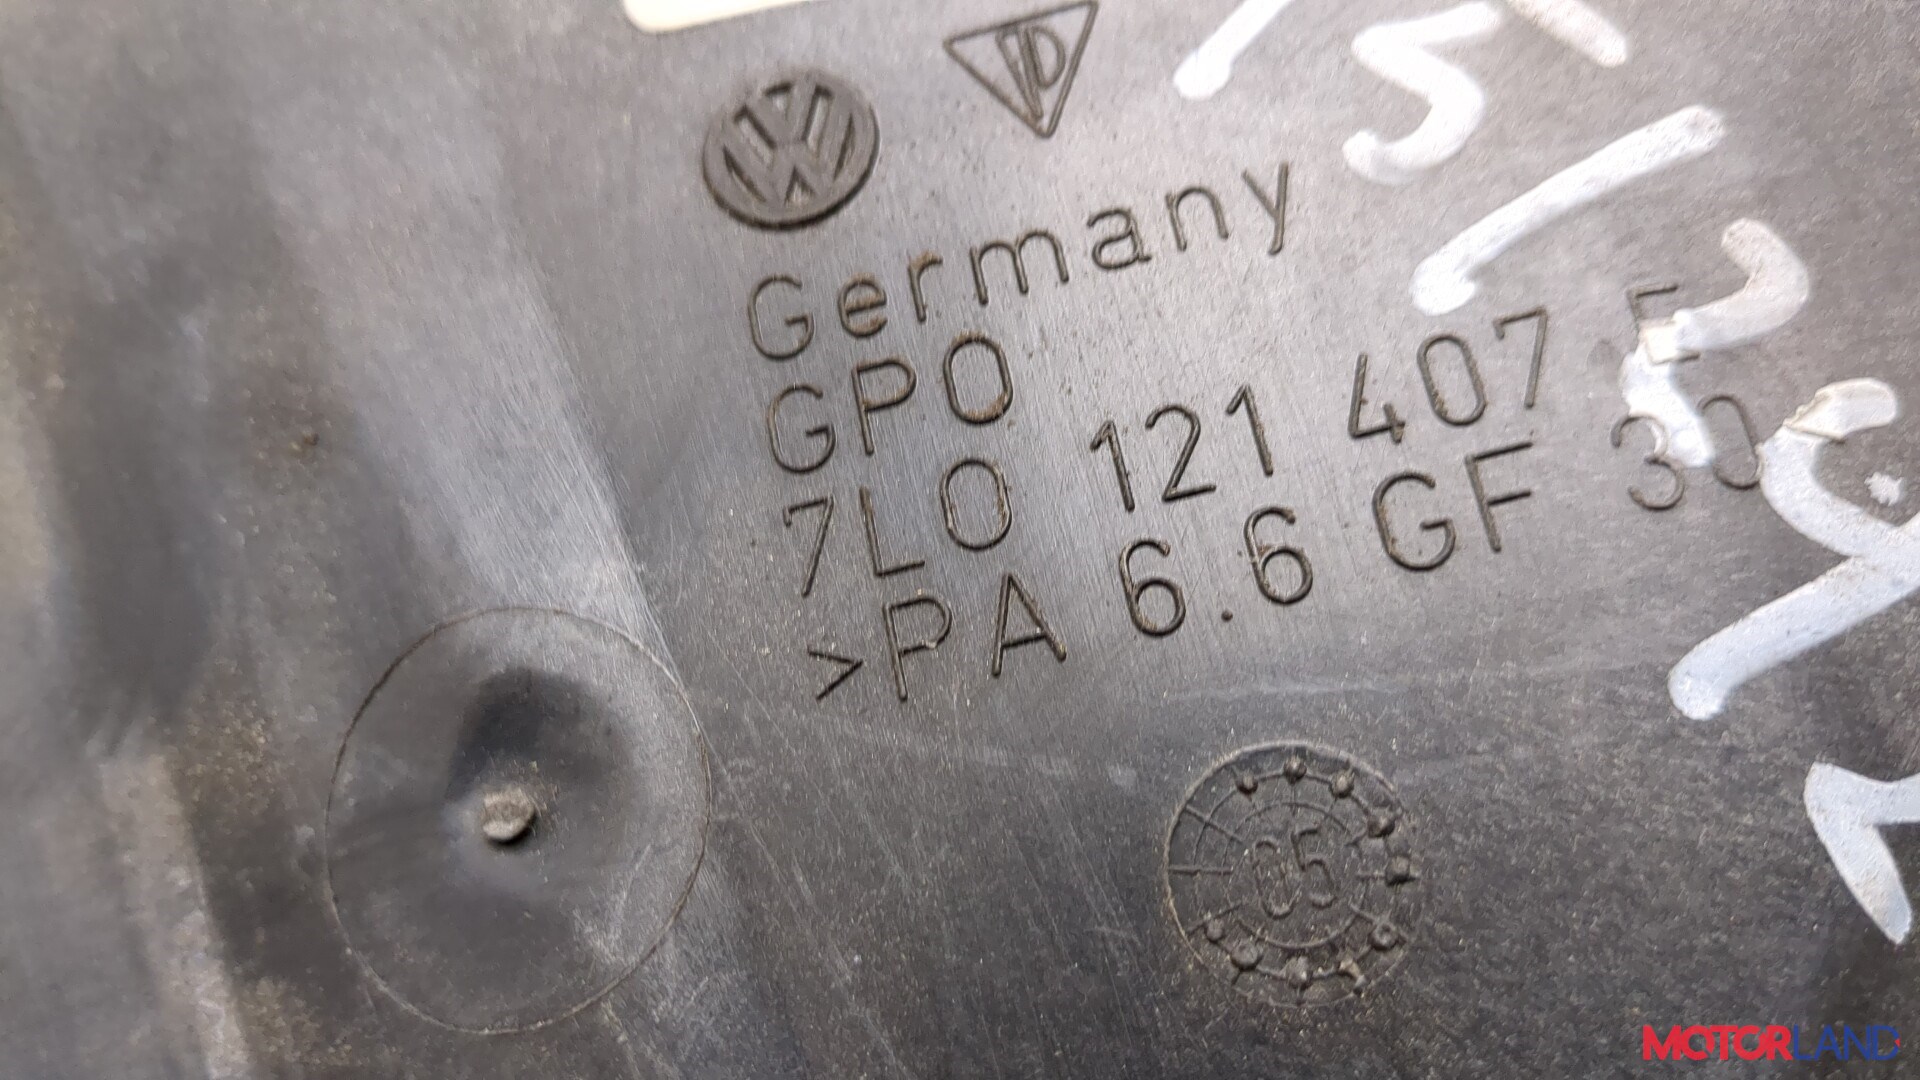 Germany
GPO
7L0 121 407 E
>PA 6.6 GF 30
05
MOTORLAND